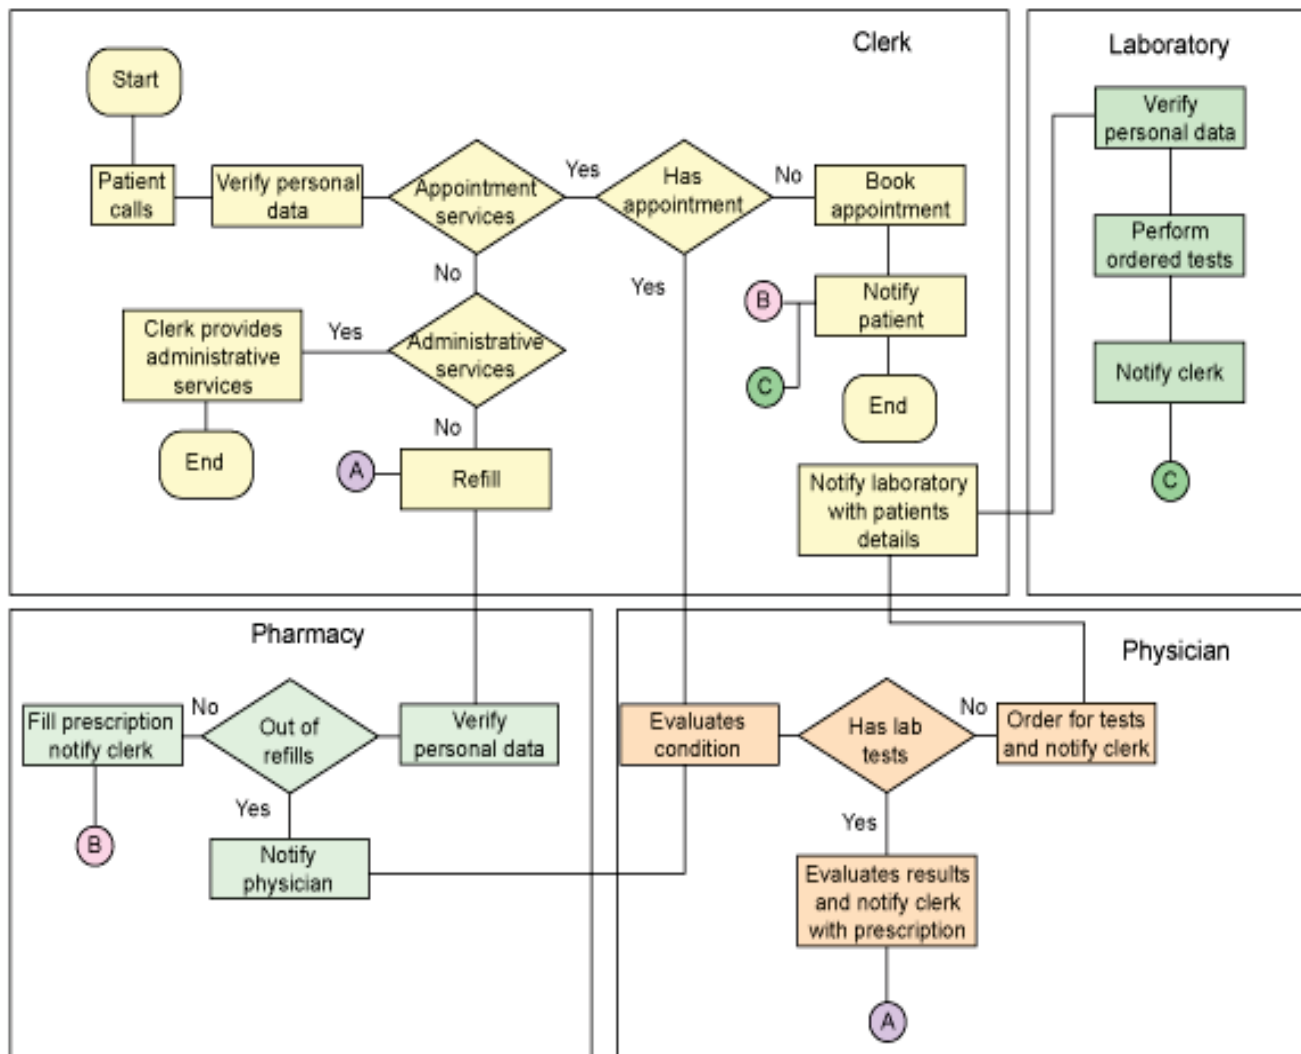 Clerk
Start
Patient
calls
Verify personal
data
Appointment
services
Yes
Has
appointment
No
Book
appointment
No
Yes
B
Notify
patient
C
End
Clerk provides
administrative
services
Yes
Administrative
services
End
No
A
Refill
Notify laboratory
with patients
details
Laboratory
Verify
personal data
Perform
ordered tests
Notify clerk
C
Pharmacy
Fill prescription
notify clerk
No
Out of
refills
Verify
personal data
Yes
B
Notify
physician
Physician
Evaluates
condition
Has lab
tests
No
Order for tests
and notify clerk
Yes
Evaluates results
and notify clerk
with prescription
A